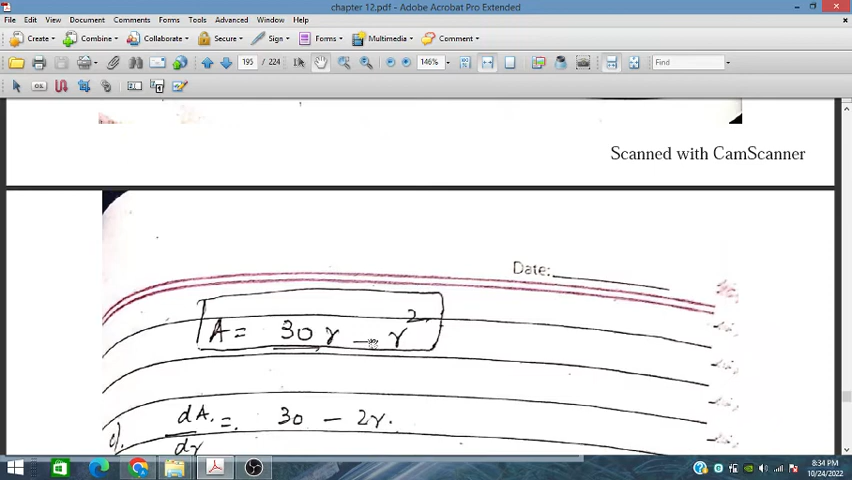 chapter 12.pdf - Adobe Acrobat Pro Extended
File Edit View Document Comments Forms Tools Advanced Window Help
Create Combine Collaborate Secure Sign Forms Multimedia Comment
195 / 224 146% Find
Scanned with CamScanner
Date:
A = 30r - r²
c). dA/dr = 30 - 2r.
8:34 PM
10/24/2022